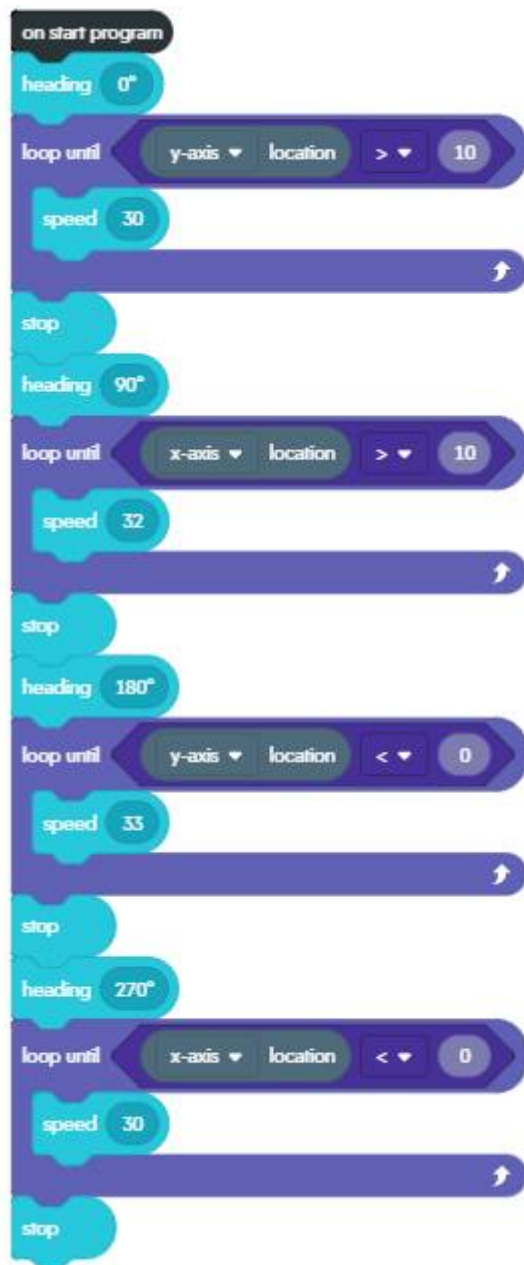 on start program
heading 0°
loop until y-axis location > 10
speed 30
stop
heading 90°
loop until x-axis location > 10
speed 32
stop
heading 180°
loop until y-axis location < 0
speed 33
stop
heading 270°
loop until x-axis location < 0
speed 30
stop